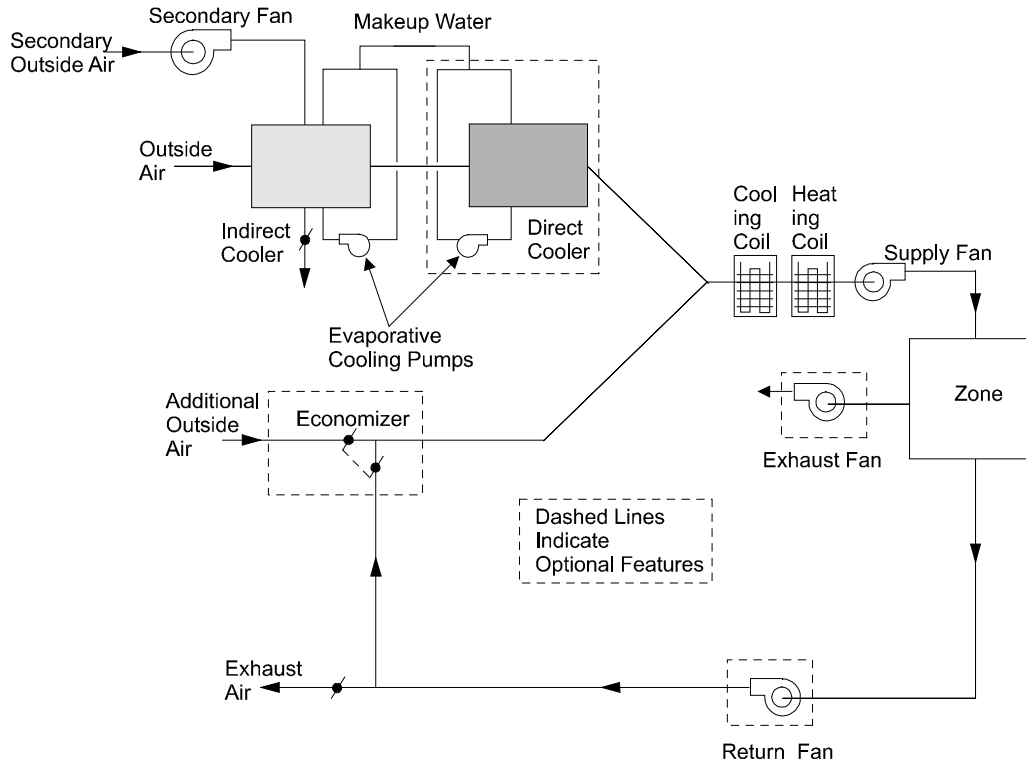 Secondary Fan
Makeup Water
Secondary
Outside Air
Outside
Air
Indirect
Cooler
Direct
Cooler
Evaporative
Cooling Pumps
Cool
ing
Coil
Heat
ing
Coil
Supply Fan
Zone
Exhaust Fan
Additional
Outside
Air
Economizer
Dashed Lines
Indicate
Optional Features
Exhaust
Air
Return Fan